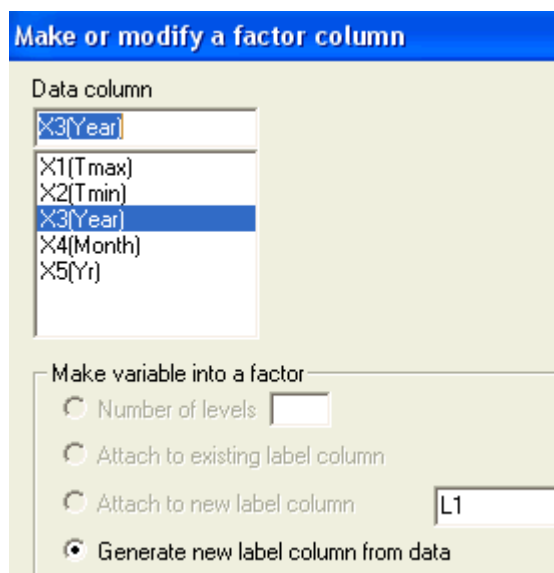 Make or modify a factor column
Data column
X3(Year)
X1(Tmax)
X2(Tmin)
X3(Year)
X4(Month)
X5(Yr)
Make variable into a factor
Number of levels
Attach to existing label column
Attach to new label column L1
Generate new label column from data